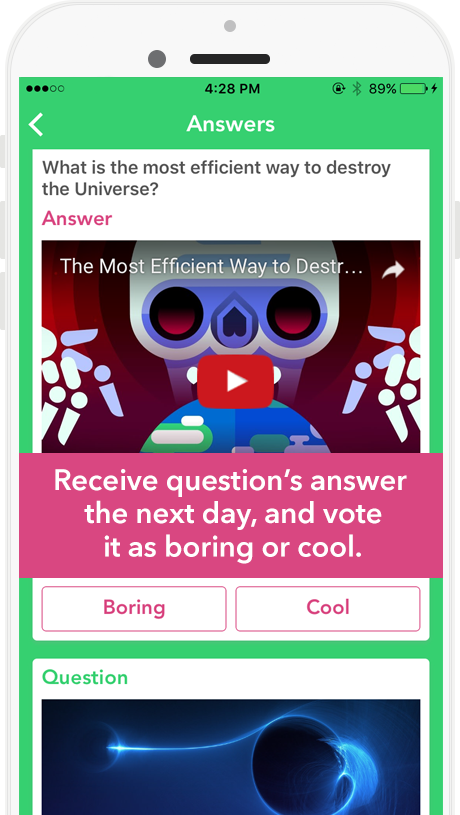 4:28 PM
89%
Answers
What is the most efficient way to destroy
the Universe?
Answer
The Most Efficient Way to Destr...
Receive question's answer
the next day, and vote
it as boring or cool.
Boring
Cool
Question